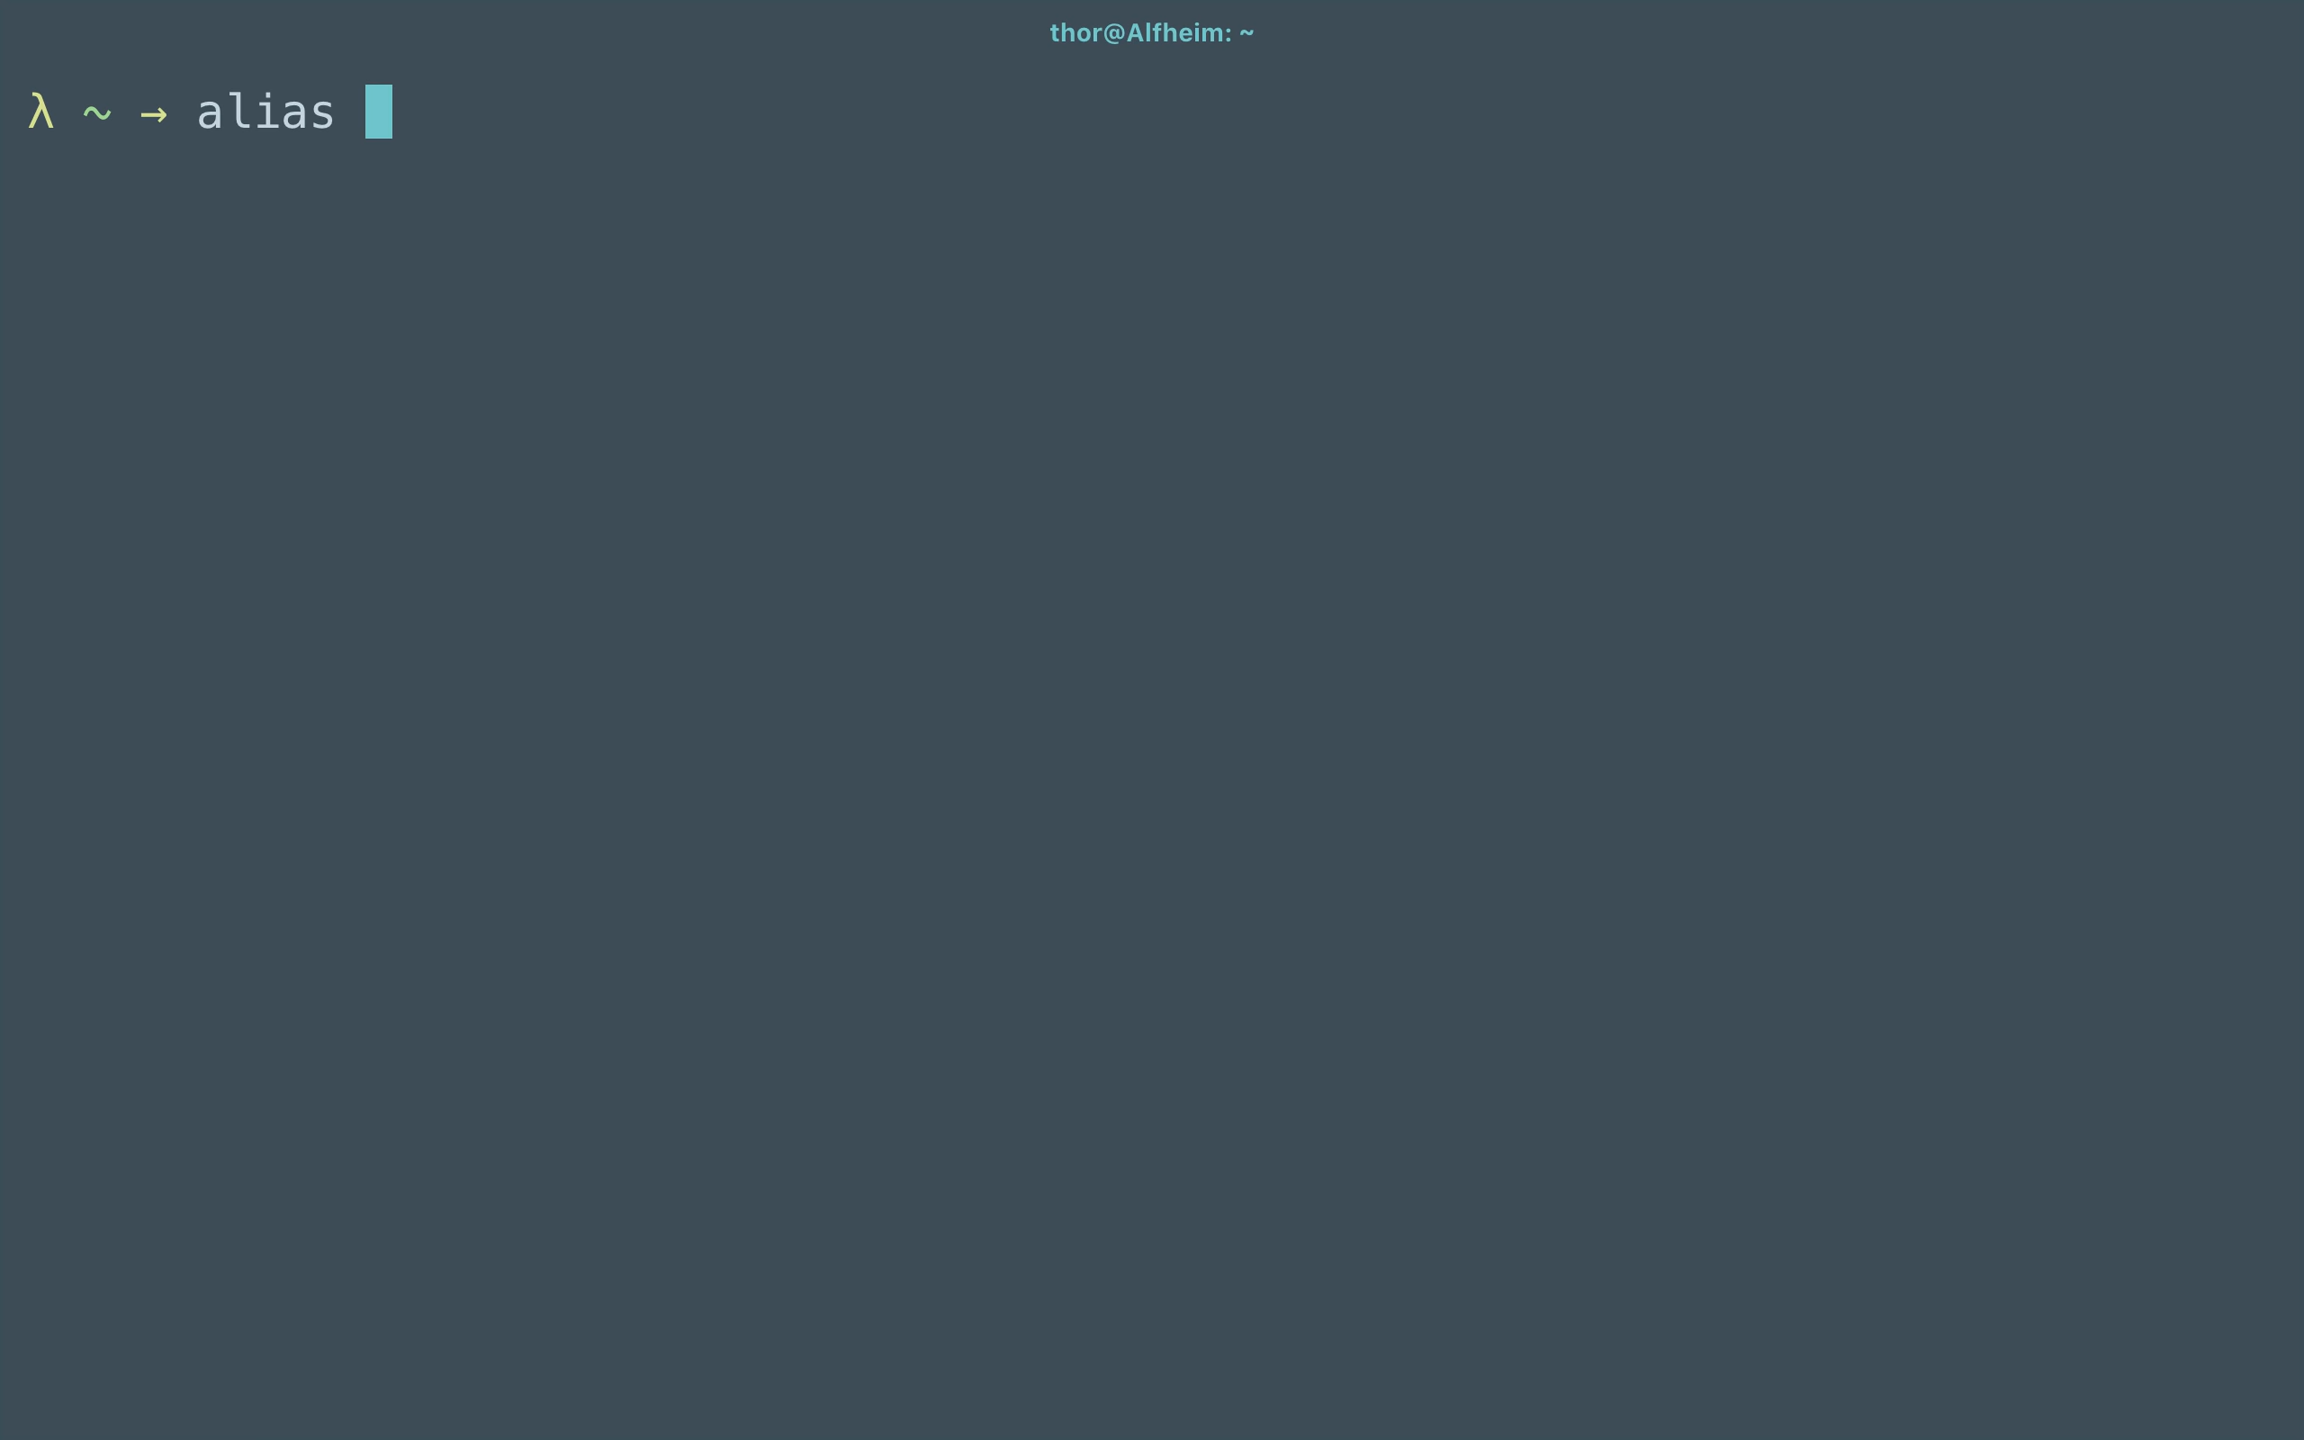 thor@Alfheim: ~
λ ~ → alias